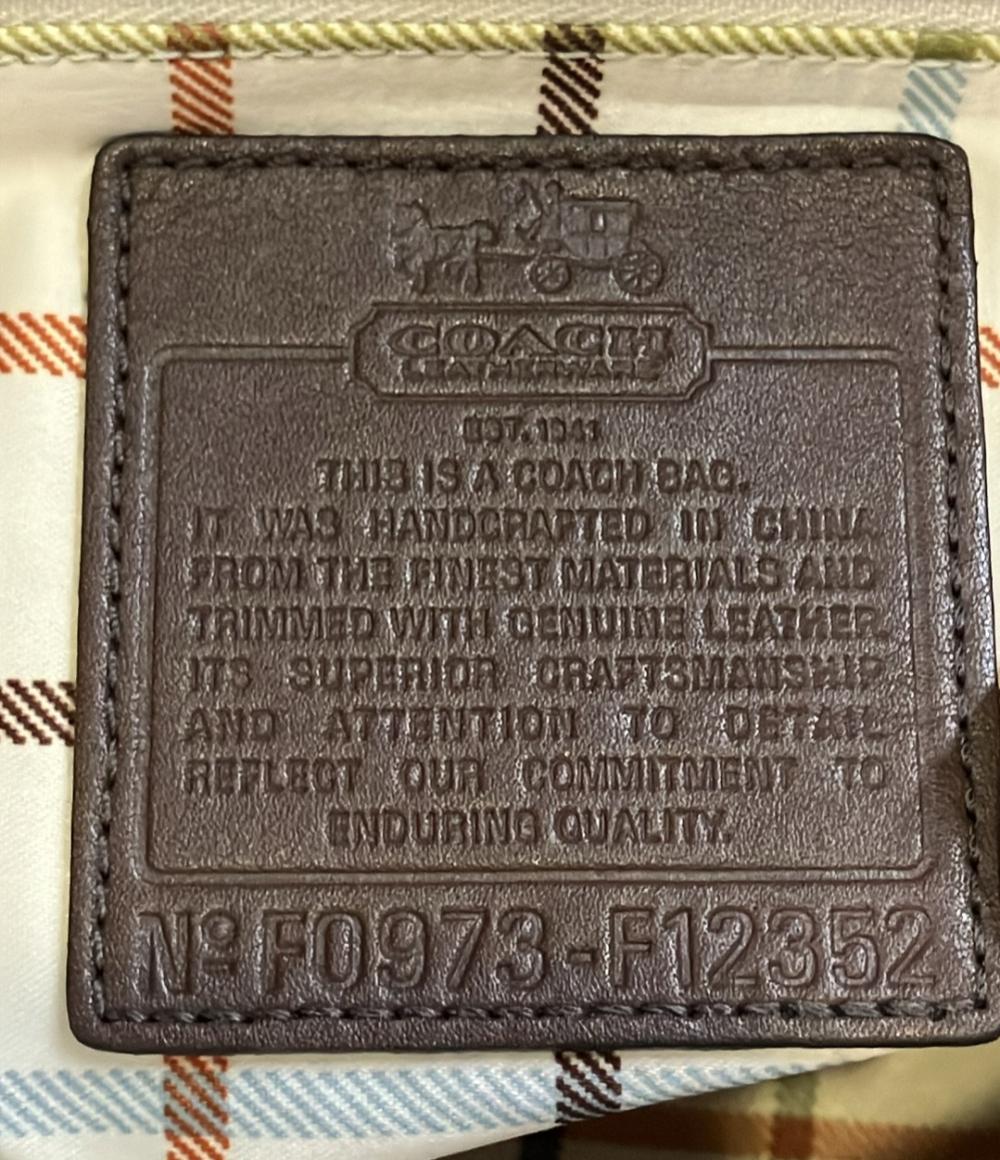 COACH
LEATHERWARE
EST. 1941
THIS IS A COACH BAG.
IT WAS HANDCRAFTED IN CHINA
FROM THE FINEST MATERIALS AND
TRIMMED WITH GENUINE LEATHER.
ITS SUPERIOR CRAFTSMANSHIP
AND ATTENTION TO DETAIL
REFLECT OUR COMMITMENT TO
ENDURING QUALITY.
Nº F0973-F12352